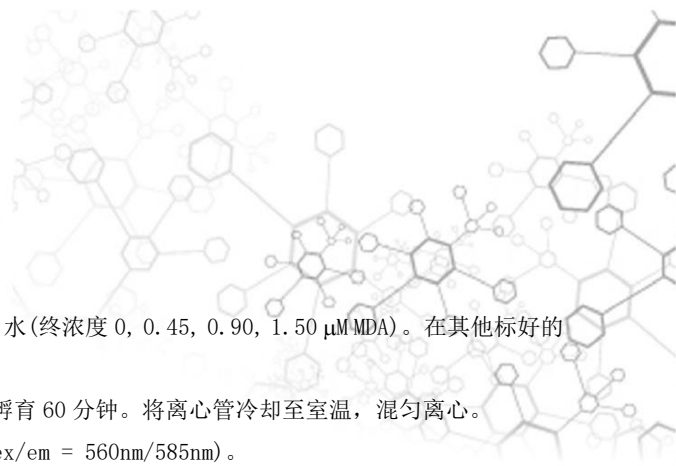 水(终浓度 0, 0.45, 0.90, 1.50 μM MDA)。在其他标好的
孵育 60 分钟。将离心管冷却至室温，混匀离心。
ex/em = 560nm/585nm)。